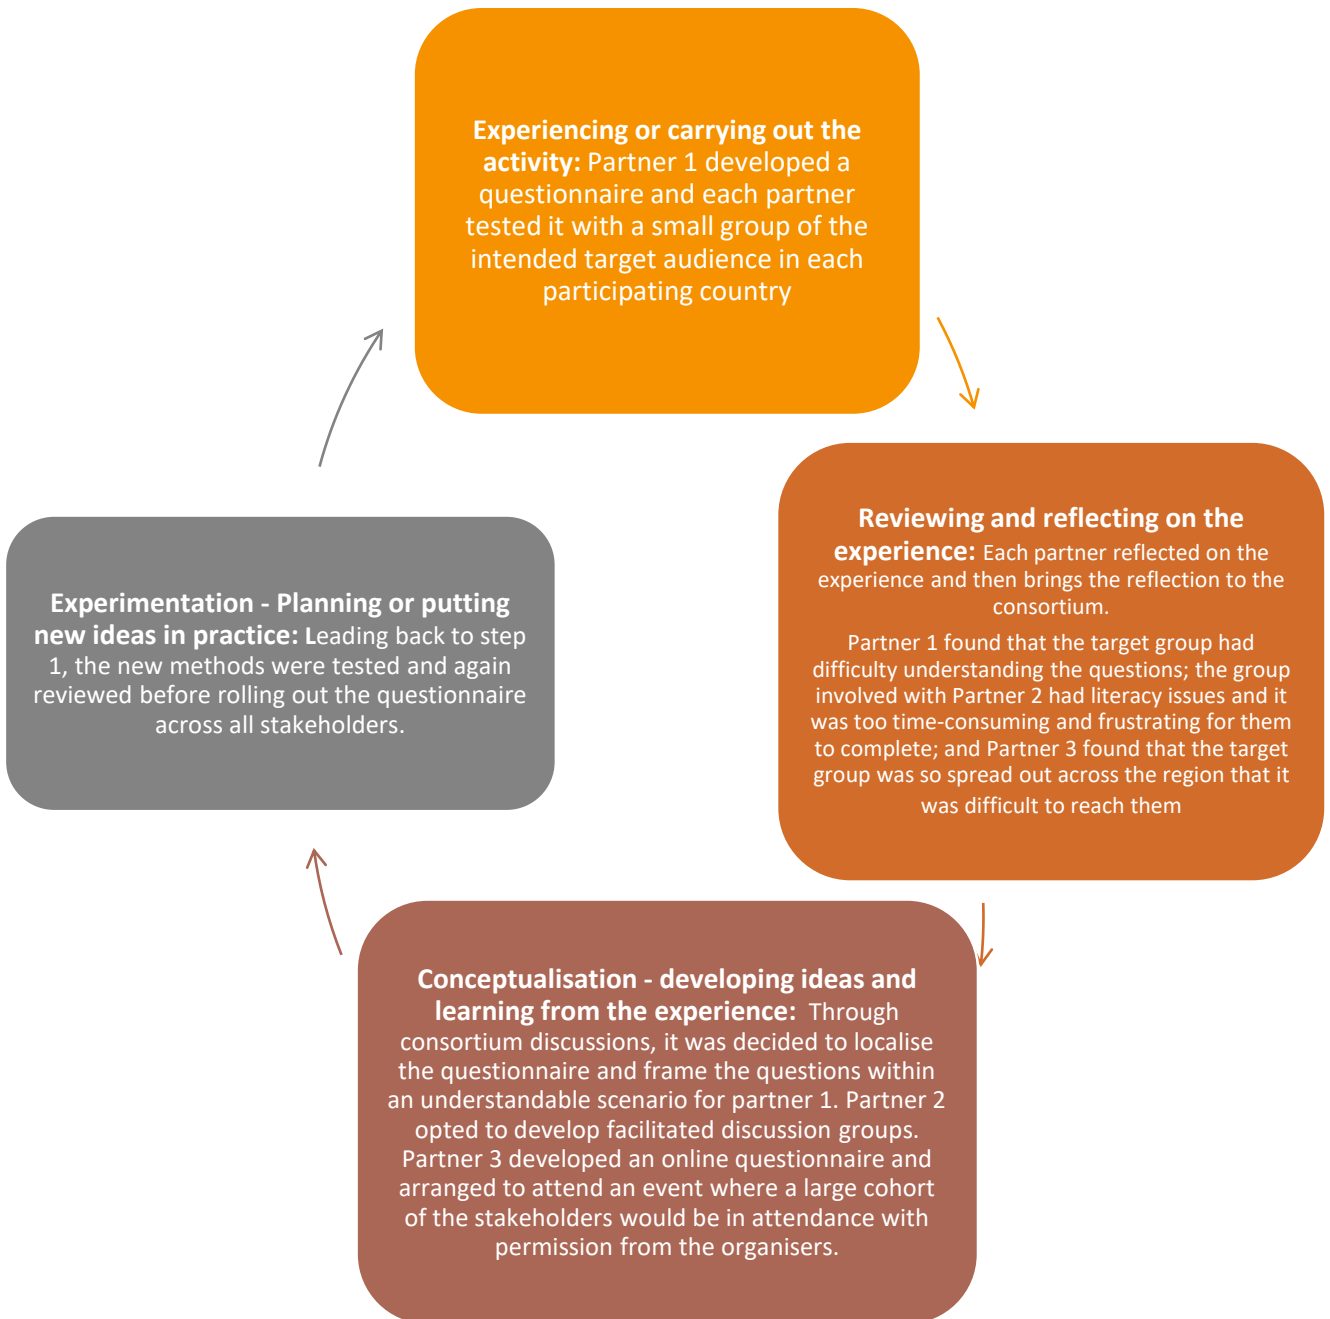 Experiencing or carrying out the
activity: Partner 1 developed a
questionnaire and each partner
tested it with a small group of the
intended target audience in each
participating country
Reviewing and reflecting on the
experience: Each partner reflected on the
experience and then brings the reflection to the
consortium.
Partner 1 found that the target group had
difficulty understanding the questions; the group
involved with Partner 2 had literacy issues and it
was too time-consuming and frustrating for them
to complete; and Partner 3 found that the target
group was so spread out across the region that it
was difficult to reach them
Conceptualisation - developing ideas and
learning from the experience: Through
consortium discussions, it was decided to localise
the questionnaire and frame the questions within
an understandable scenario for partner 1. Partner 2
opted to develop facilitated discussion groups.
Partner 3 developed an online questionnaire and
arranged to attend an event where a large cohort
of the stakeholders would be in attendance with
permission from the organisers.
Experimentation - Planning or putting
new ideas in practice: Leading back to step
1, the new methods were tested and again
reviewed before rolling out the questionnaire
across all stakeholders.